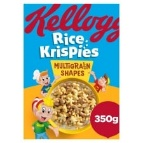 Kellogg's
Rice
Krispies
MULTIGRAIN
SHAPES
350g